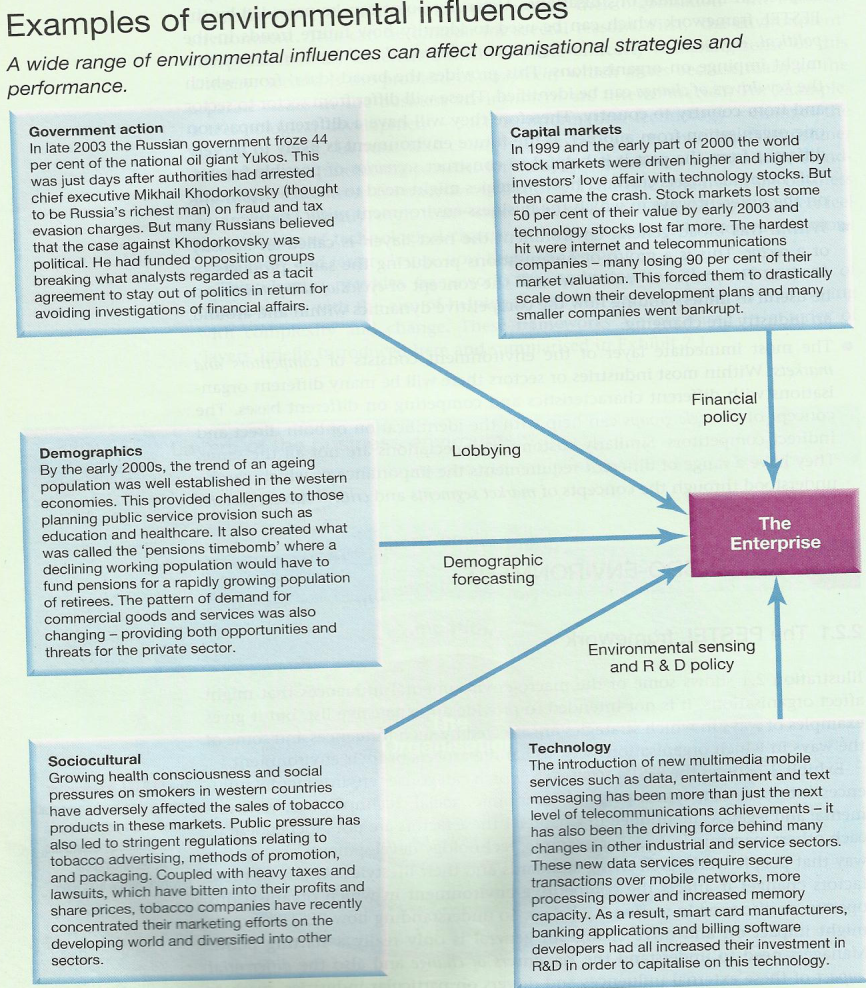 Examples of environmental influences
A wide range of environmental influences can affect organisational strategies and
performance.
Government action
In late 2003 the Russian government froze 44
per cent of the national oil giant Yukos. This
was just days after authorities had arrested
chief executive Mikhail Khodorkovsky (thought
to be Russia's richest man) on fraud and tax
evasion charges. But many Russians believed
that the case against Khodorkovsky was
political. He had funded opposition groups
breaking what analysts regarded as a tacit
agreement to stay out of politics in return for
avoiding investigations of financial affairs.
Capital markets
In 1999 and the early part of 2000 the world
stock markets were driven higher and higher by
investors' love affair with technology stocks. But
then came the crash. Stock markets lost some
50 per cent of their value by early 2003 and
technology stocks lost far more. The hardest
hit were internet and telecommunications
companies – many losing 90 per cent of their
market valuation. This forced them to drastically
scale down their development plans and many
smaller companies went bankrupt.
Financial
policy
Lobbying
Demographics
By the early 2000s, the trend of an ageing
population was well established in the western
economies. This provided challenges to those
planning public service provision such as
education and healthcare. It also created what
was called the 'pensions timebomb' where a
declining working population would have to
fund pensions for a rapidly growing population
of retirees. The pattern of demand for
commercial goods and services was also
changing – providing both opportunities and
threats for the private sector.
The
Enterprise
Demographic
forecasting
Environmental sensing
and R & D policy
Sociocultural
Growing health consciousness and social
pressures on smokers in western countries
have adversely affected the sales of tobacco
products in these markets. Public pressure has
also led to stringent regulations relating to
tobacco advertising, methods of promotion,
and packaging. Coupled with heavy taxes and
lawsuits, which have bitten into their profits and
share prices, tobacco companies have recently
concentrated their marketing efforts on the
developing world and diversified into other
sectors.
Technology
The introduction of new multimedia mobile
services such as data, entertainment and text
messaging has been more than just the next
level of telecommunications achievements – it
has also been the driving force behind many
changes in other industrial and service sectors.
These new data services require secure
transactions over mobile networks, more
processing power and increased memory
capacity. As a result, smart card manufacturers,
banking applications and billing software
developers had all increased their investment in
R&D in order to capitalise on this technology.